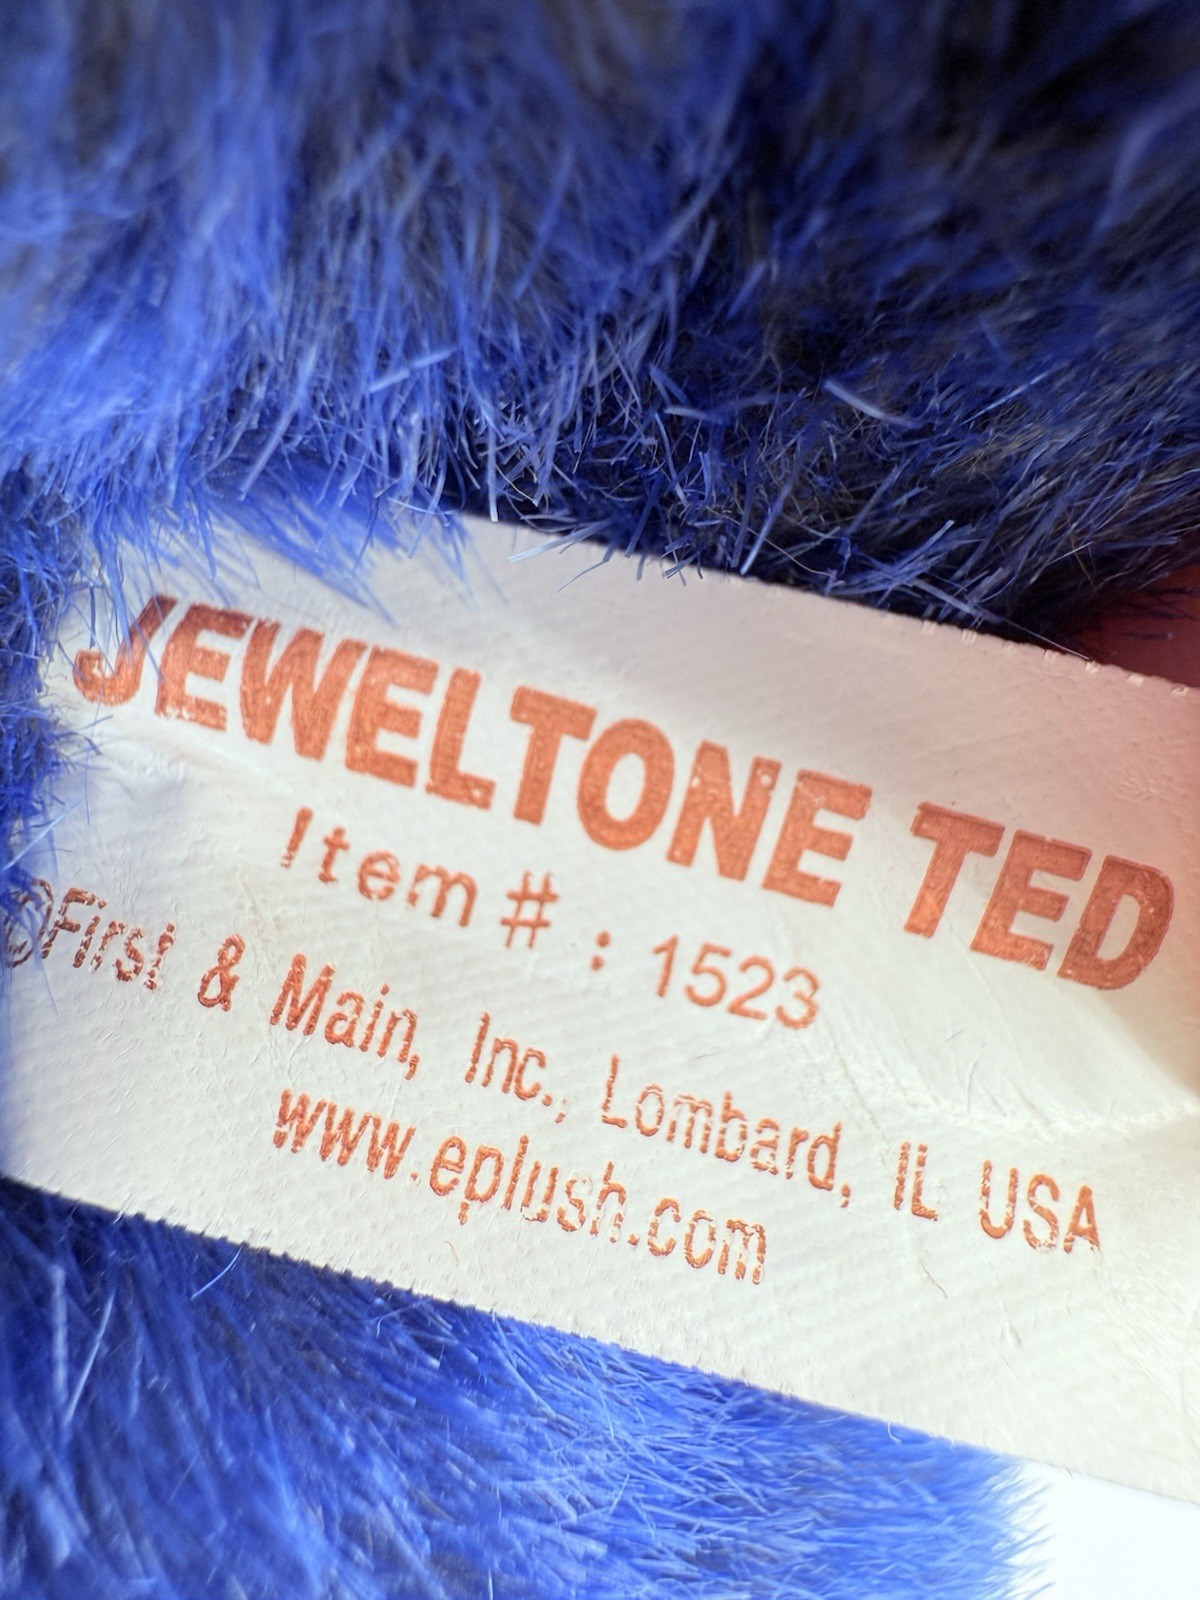 JEWELTONE TED
Item # : 1523
©First & Main, Inc., Lombard, IL USA
www.eplush.com